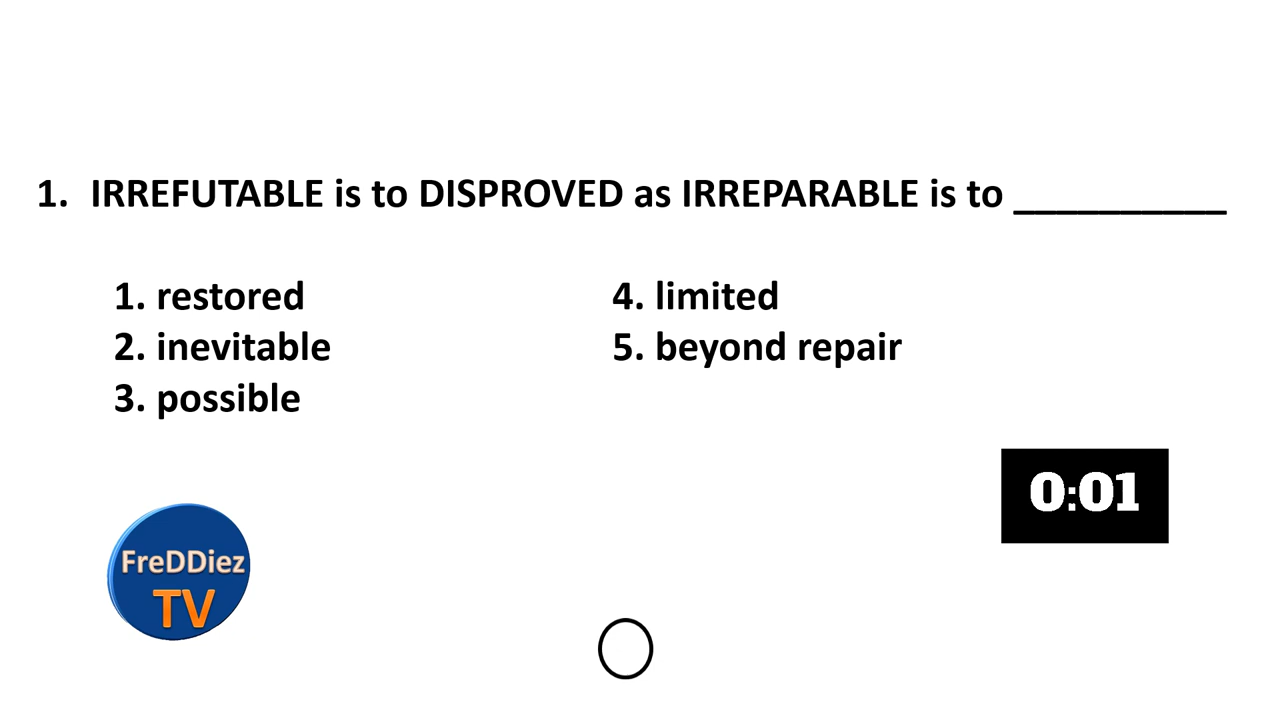 1. IRREFUTABLE is to DISPROVED as IRREPARABLE is to __________
1. restored
2. inevitable
3. possible
4. limited
5. beyond repair
0:01
FreDDiez
TV